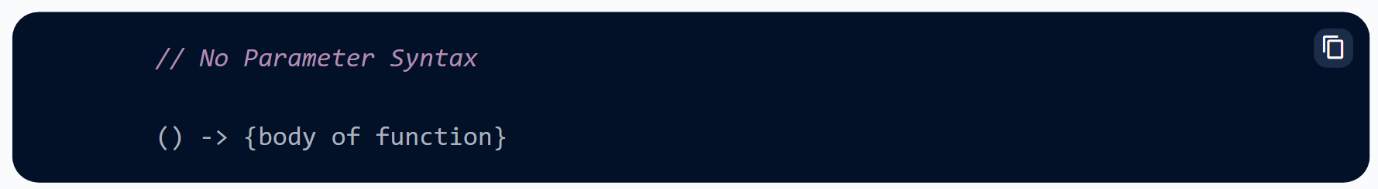 // No Parameter Syntax
() -> {body of function}